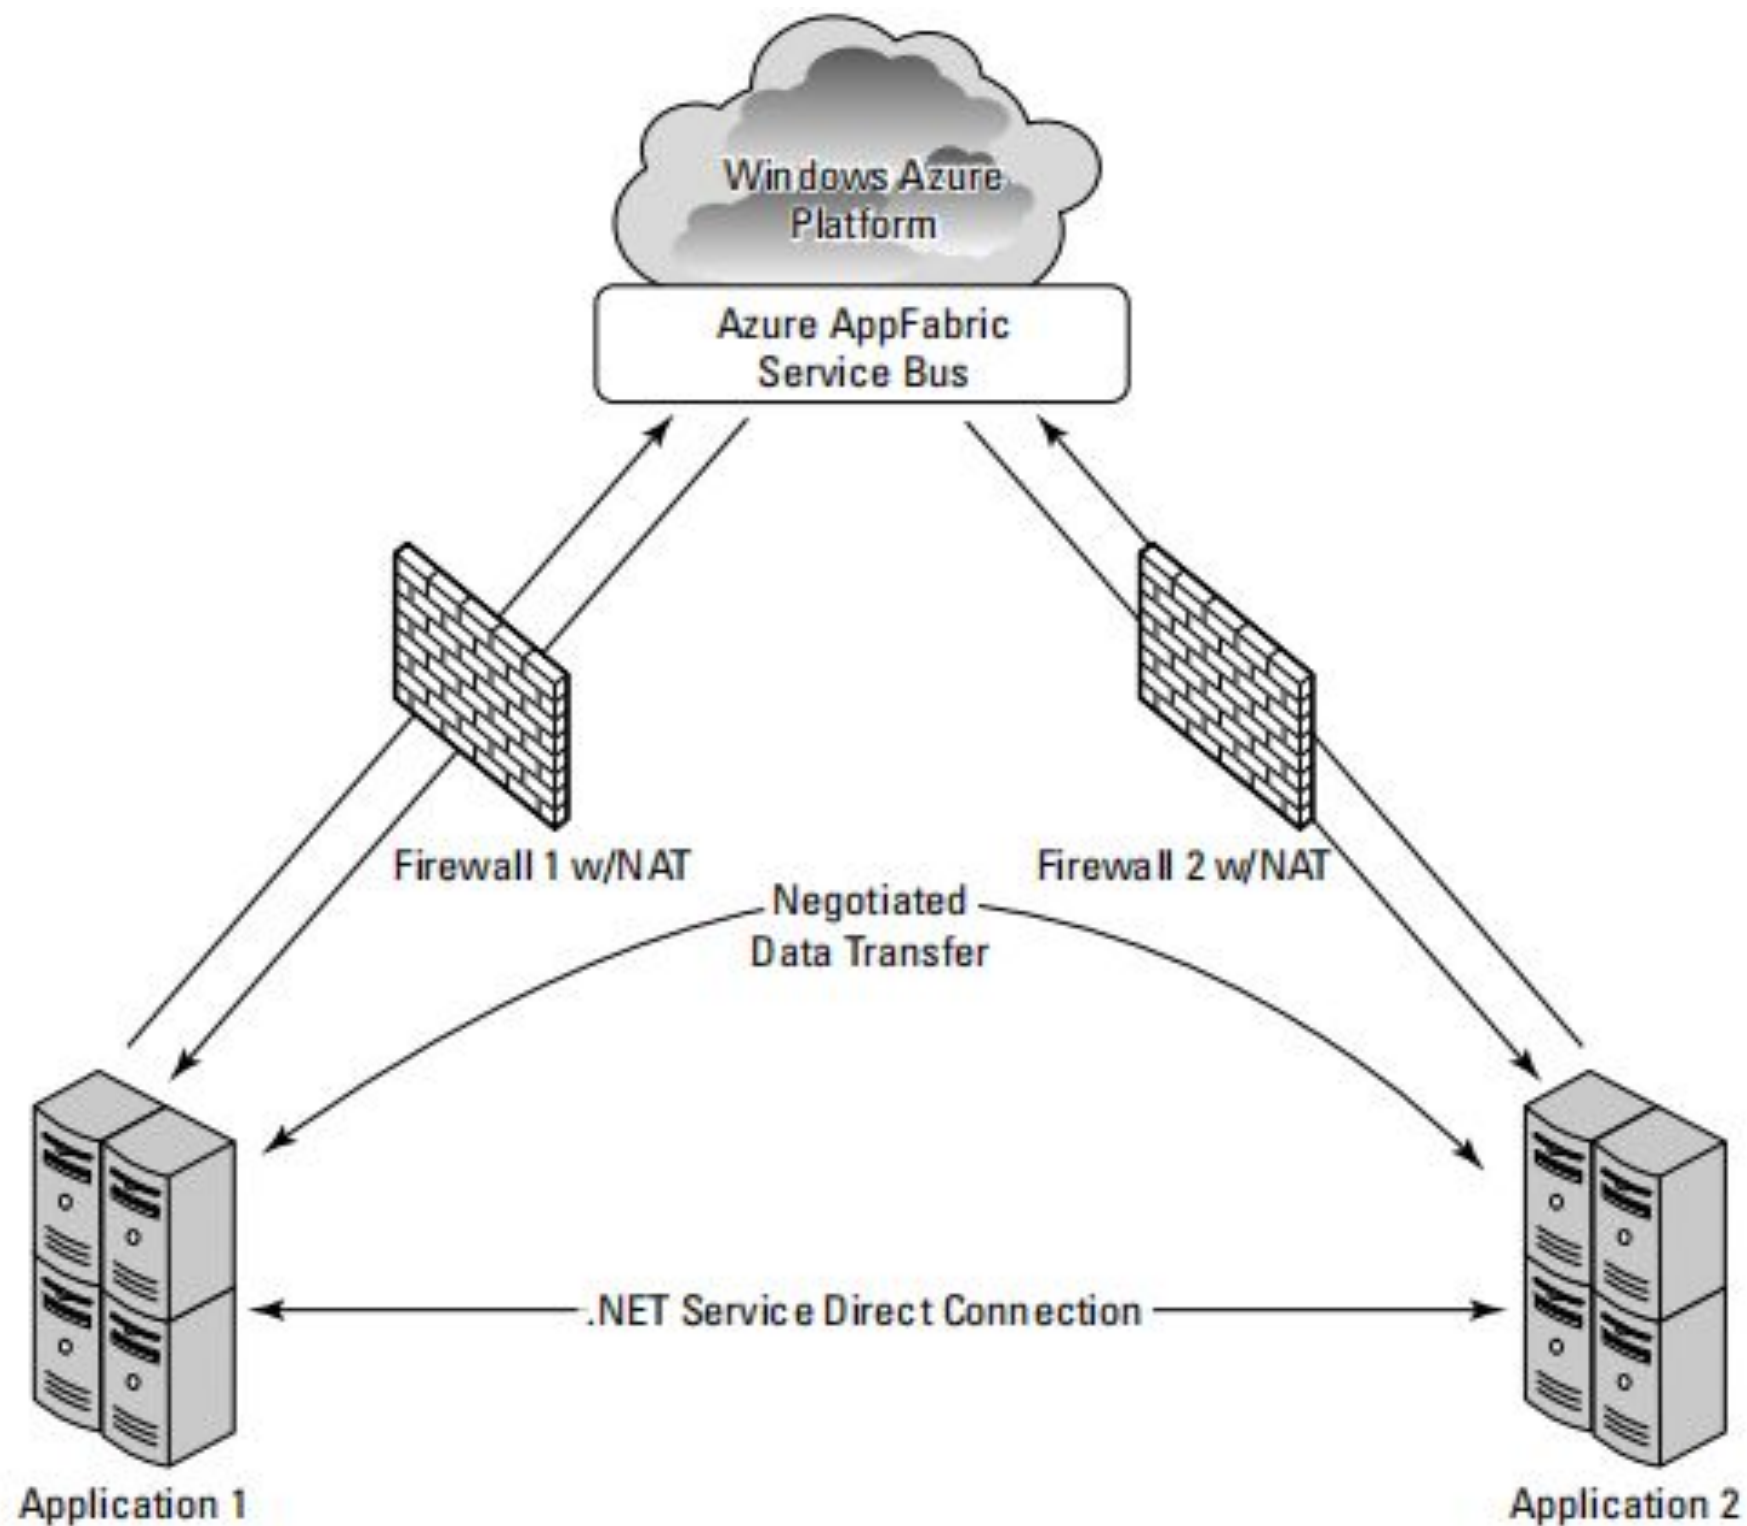 Windows Azure
Platform
Azure AppFabric
Service Bus
Firewall 1 w/NAT
Firewall 2 w/NAT
Negotiated
Data Transfer
.NET Service Direct Connection
Application 1
Application 2